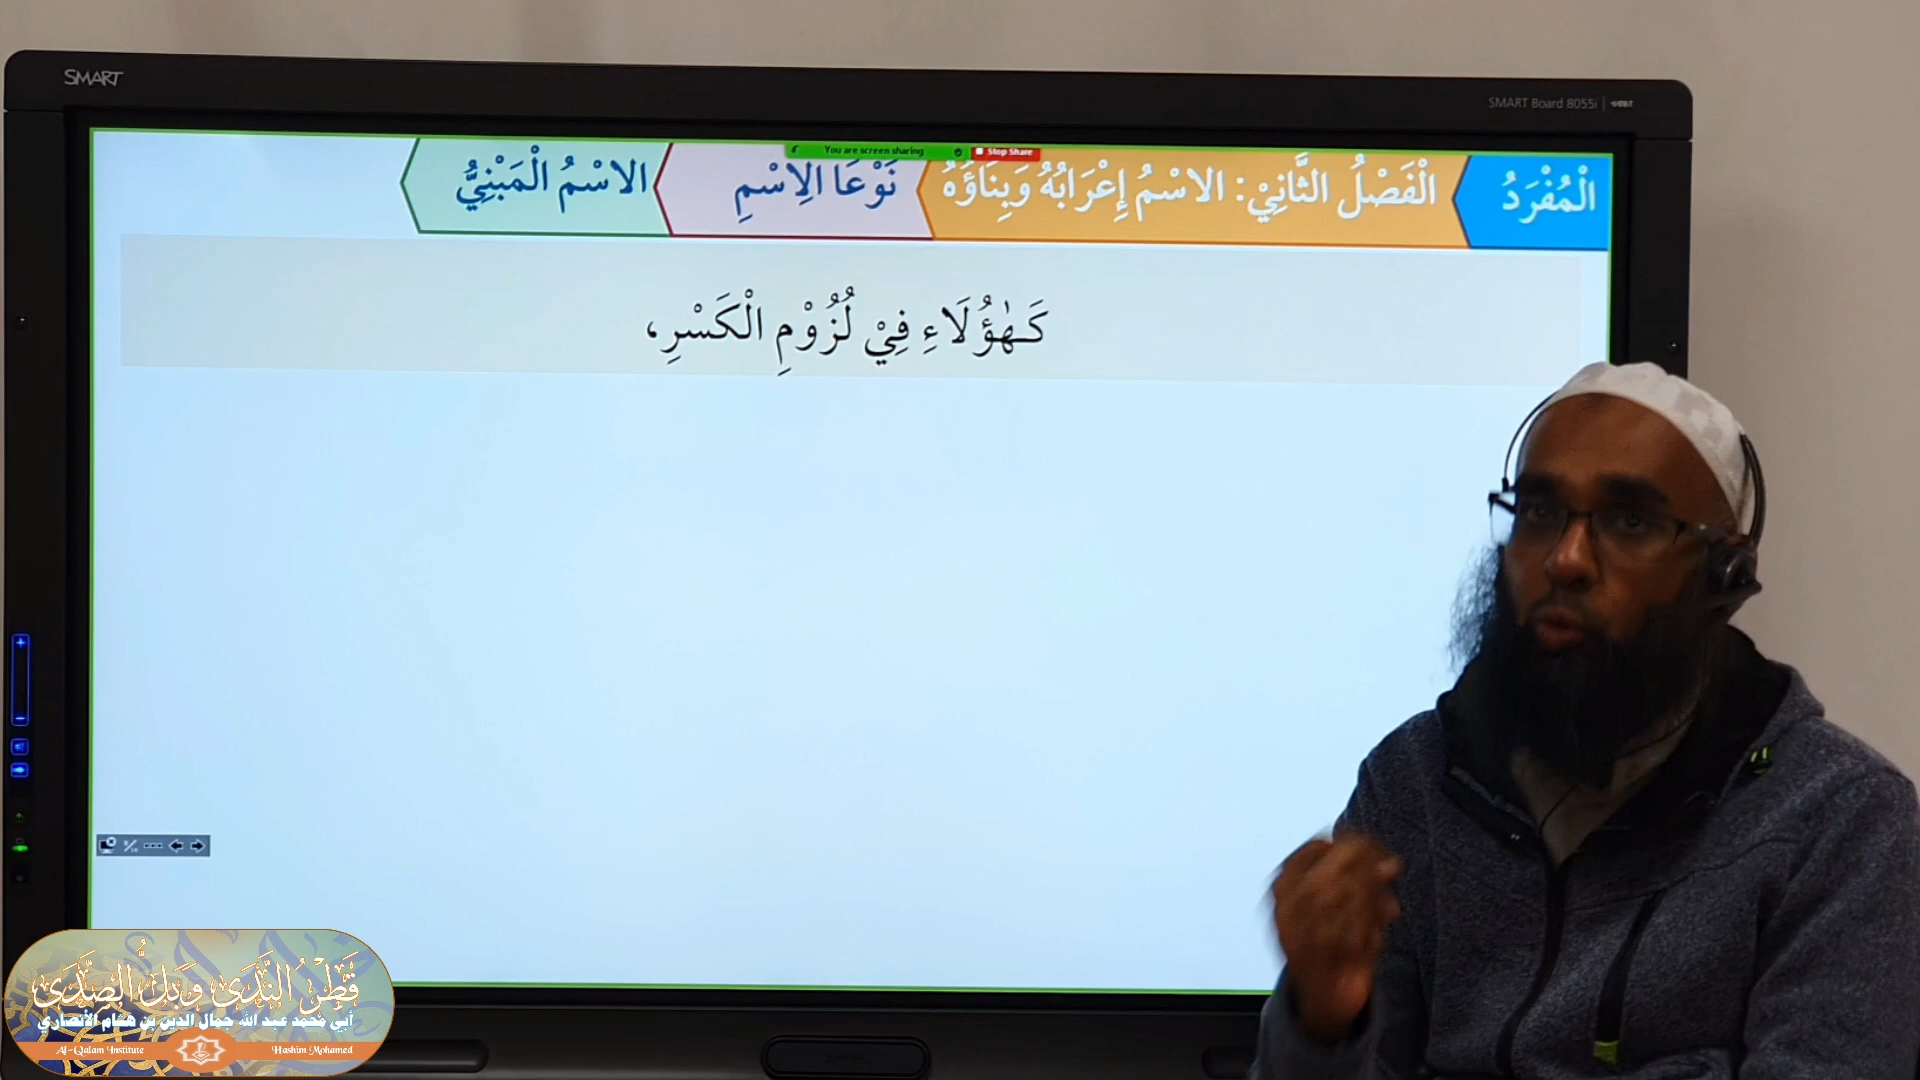 SMART
SMART Board 8055i
You are screen sharing
Stop Share
الْمُفْرَدُ
الْفَصْلُ الثَّانِيْ: الاسْمُ إِعْرَابُهُ وَبِنَاؤَهُ
نَوْعَا الِاسْمِ
الاسْمُ الْمَبْنِيُّ
كَـهٰؤُلَاءِ فِيْ لُزُوْمِ الْكَسْرِ،
قَطْرُ النَّدَى وَبَلُّ الصَّدَى
أبي محمد عبد الله جمال الدين بن هشام الأنصاري
Al-Qalam Institute
Hashim Mohamed